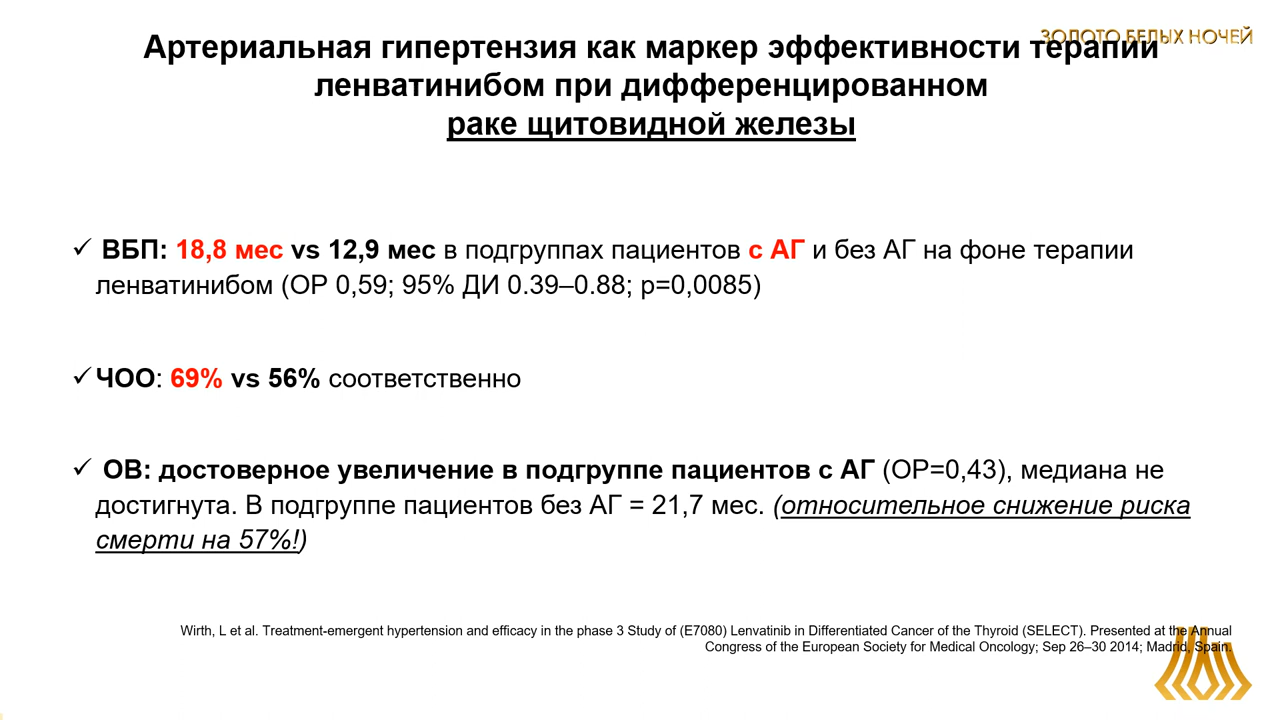 ЗОЛОТО БЕЛЫХ НОЧЕЙ
Артериальная гипертензия как маркер эффективности терапии
ленватинибом при дифференцированном
раке щитовидной железы
✓ ВБП: 18,8 мес vs 12,9 мес в подгруппах пациентов с АГ и без АГ на фоне терапии
ленватинибом (ОР 0,59; 95% ДИ 0.39–0.88; p=0,0085)
✓ ЧОО: 69% vs 56% соответственно
✓ ОВ: достоверное увеличение в подгруппе пациентов с АГ (ОР=0,43), медиана не
достигнута. В подгруппе пациентов без АГ = 21,7 мес. (относительное снижение риска
смерти на 57%!)
Wirth, L et al. Treatment-emergent hypertension and efficacy in the phase 3 Study of (E7080) Lenvatinib in Differentiated Cancer of the Thyroid (SELECT). Presented at the Annual
Congress of the European Society for Medical Oncology; Sep 26–30 2014; Madrid, Spain.